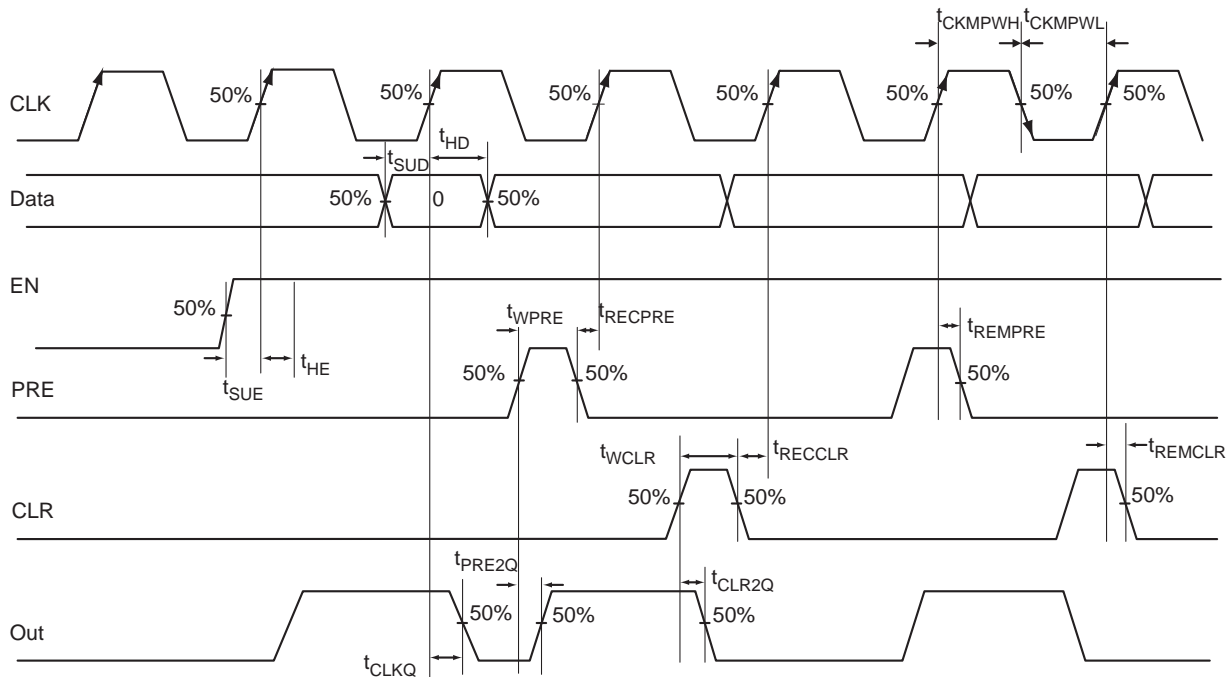 tCKMPWH tCKMPWL
CLK
50% 50% 50% 50% 50% 50% 50%
tSUD tHD
Data
50% 0 50%
EN
50%
tSUE tHE
tWPRE tRECPRE tREMPRE
PRE
50% 50% 50%
tWCLR tRECCLR tREMCLR
CLR
50% 50% 50%
tPRE2Q tCLR2Q
Out
50% 50% 50%
tCLKQ